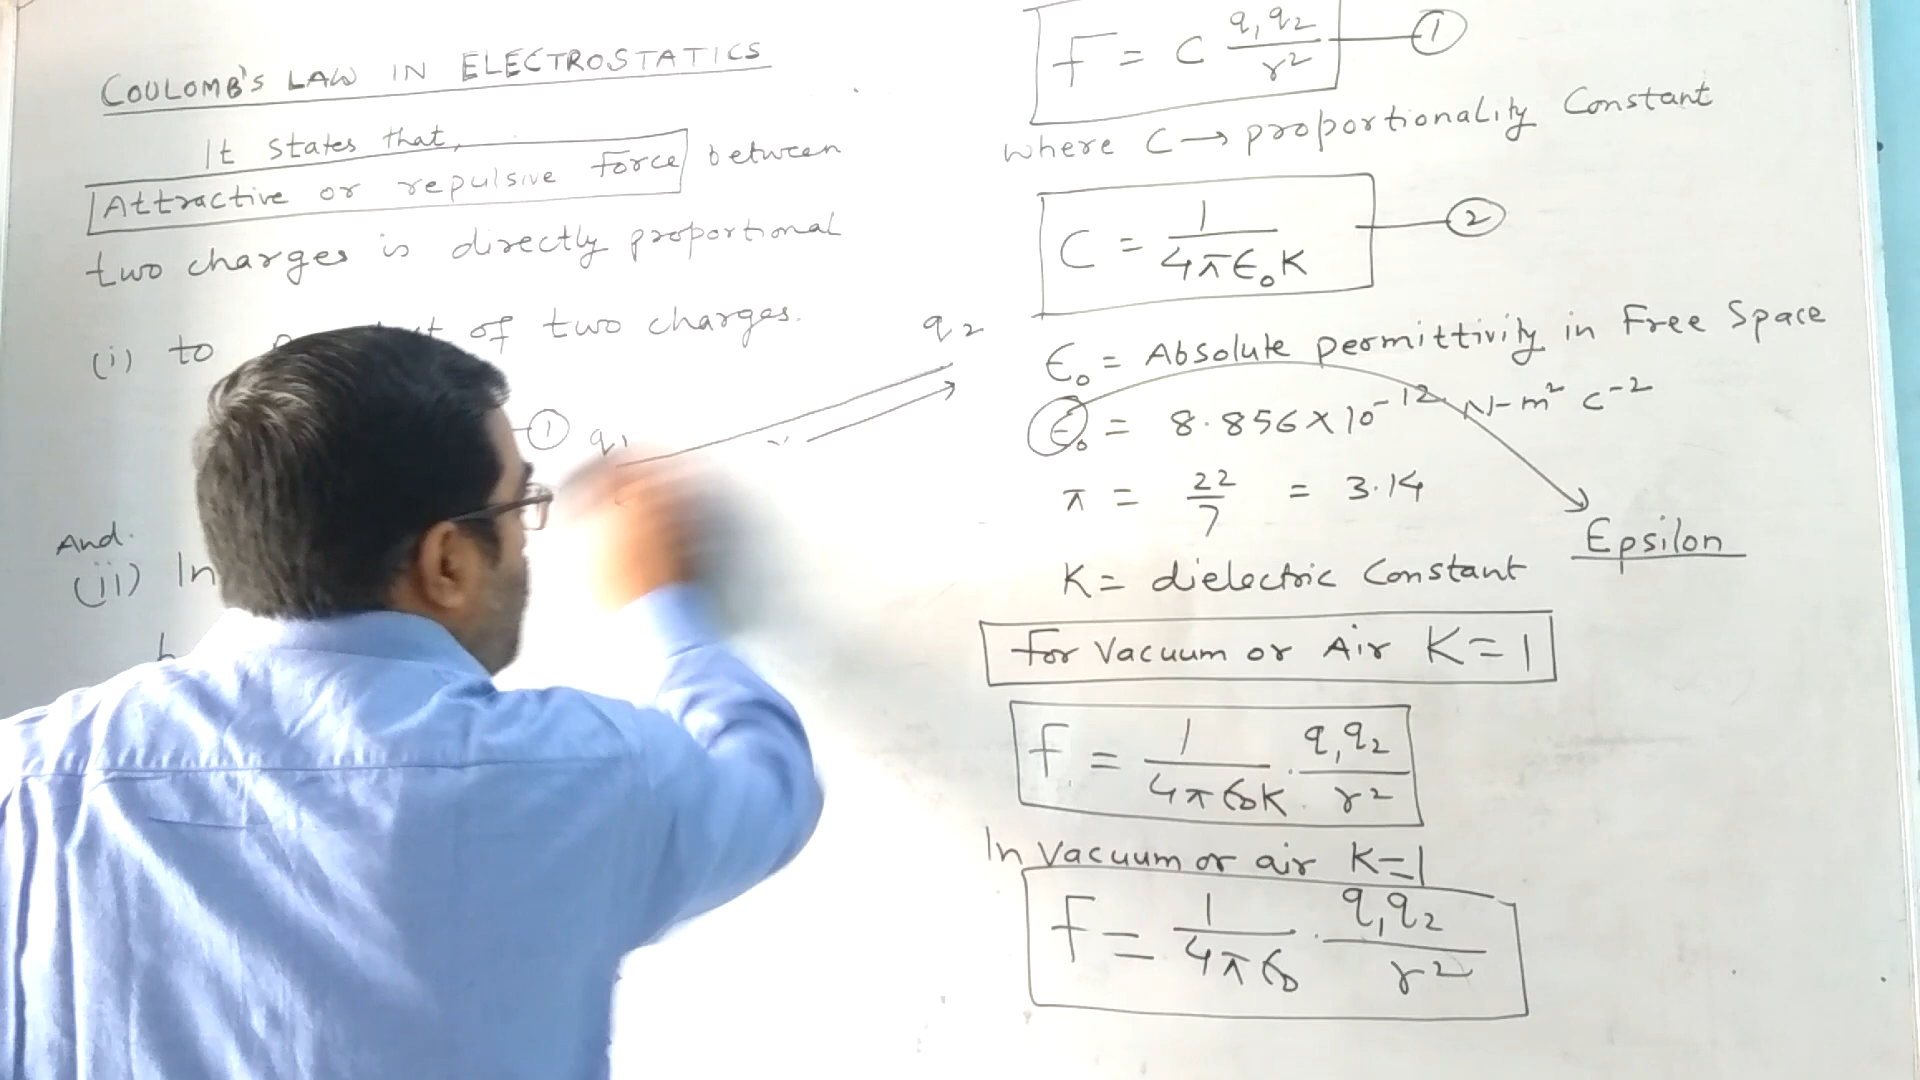 COULOMB'S LAW IN ELECTROSTATICS
It states that,
Attractive or repulsive force between
two charges is directly proportional
(i) to of two charges.
1
q1
q2
r
And.
(ii) In
F = C q1q2/r²
1
where C → proportionality Constant
C = 1/4πϵ₀K
2
ϵ₀ = Absolute permittivity in Free Space
ϵ₀ = 8.856×10⁻¹² N-m² C⁻²
π = 22/7 = 3.14
Epsilon
K = dielectric Constant
For Vacuum or Air K=1
F = 1/4πϵ₀K · q1q2/r²
In Vacuum or air K=1
F = 1/4πϵ₀ · q1q2/r²